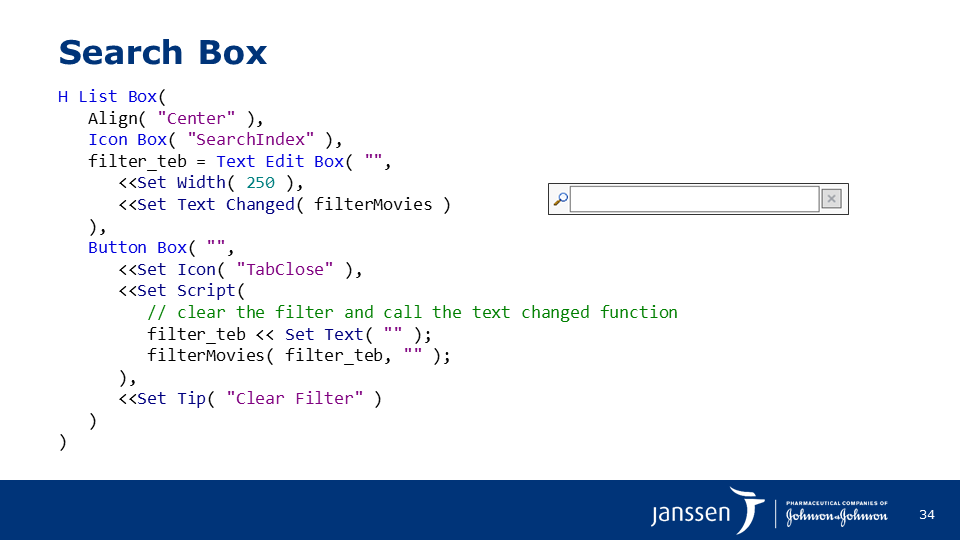 Search Box
H List Box(
   Align( "Center" ),
   Icon Box( "SearchIndex" ),
   filter_teb = Text Edit Box( "",
      <<Set Width( 250 ),
      <<Set Text Changed( filterMovies )
   ),
   Button Box( "",
      <<Set Icon( "TabClose" ),
      <<Set Script(
         // clear the filter and call the text changed function
         filter_teb << Set Text( "" );
         filterMovies( filter_teb, "" );
      ),
      <<Set Tip( "Clear Filter" )
   )
)
janssen
PHARMACEUTICAL COMPANIES OF
Johnson & Johnson
34